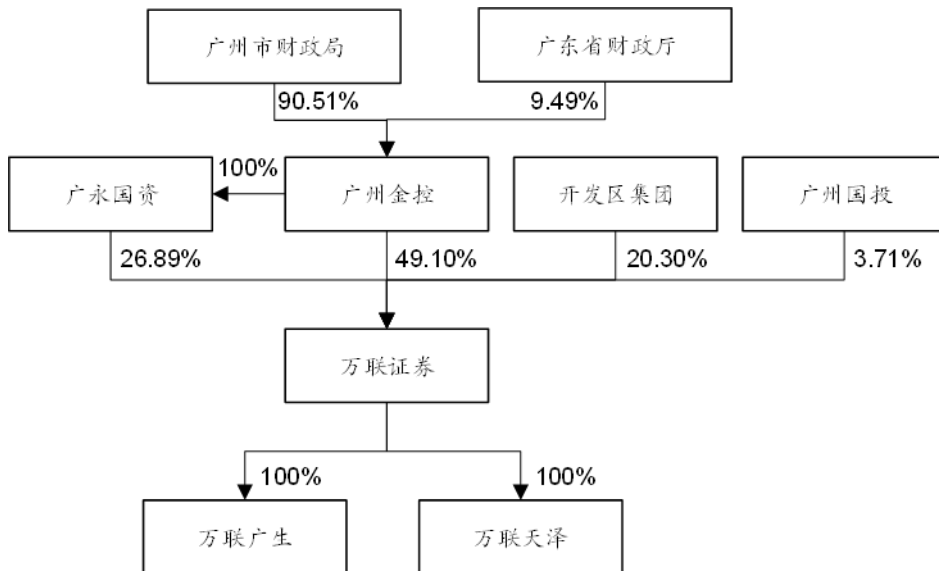 广州市财政局
广东省财政厅
90.51%
9.49%
100%
广永国资
广州金控
开发区集团
广州国投
26.89%
49.10%
20.30%
3.71%
万联证券
100%
100%
万联广生
万联天泽